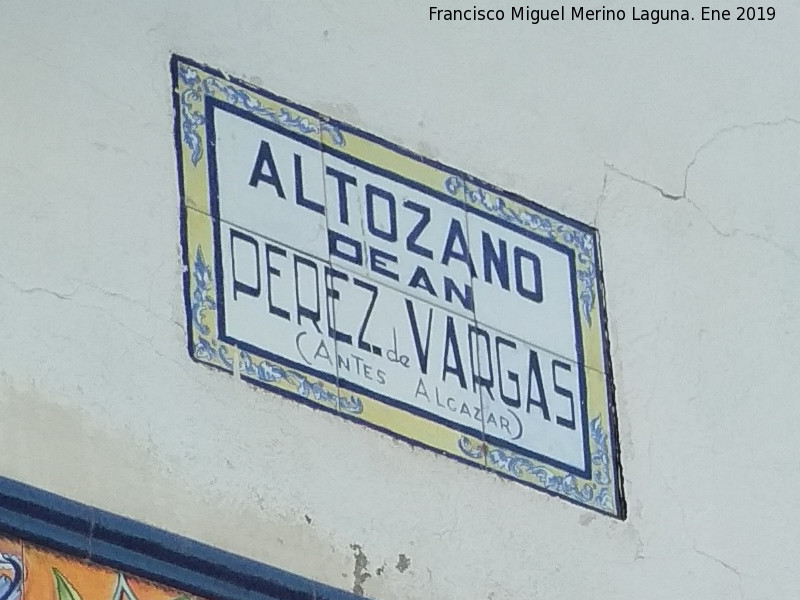 Francisco Miguel Merino Laguna. Ene 2019
ALTOZANO
DEAN
PEREZ de VARGAS
(ANTES ALCAZAR)